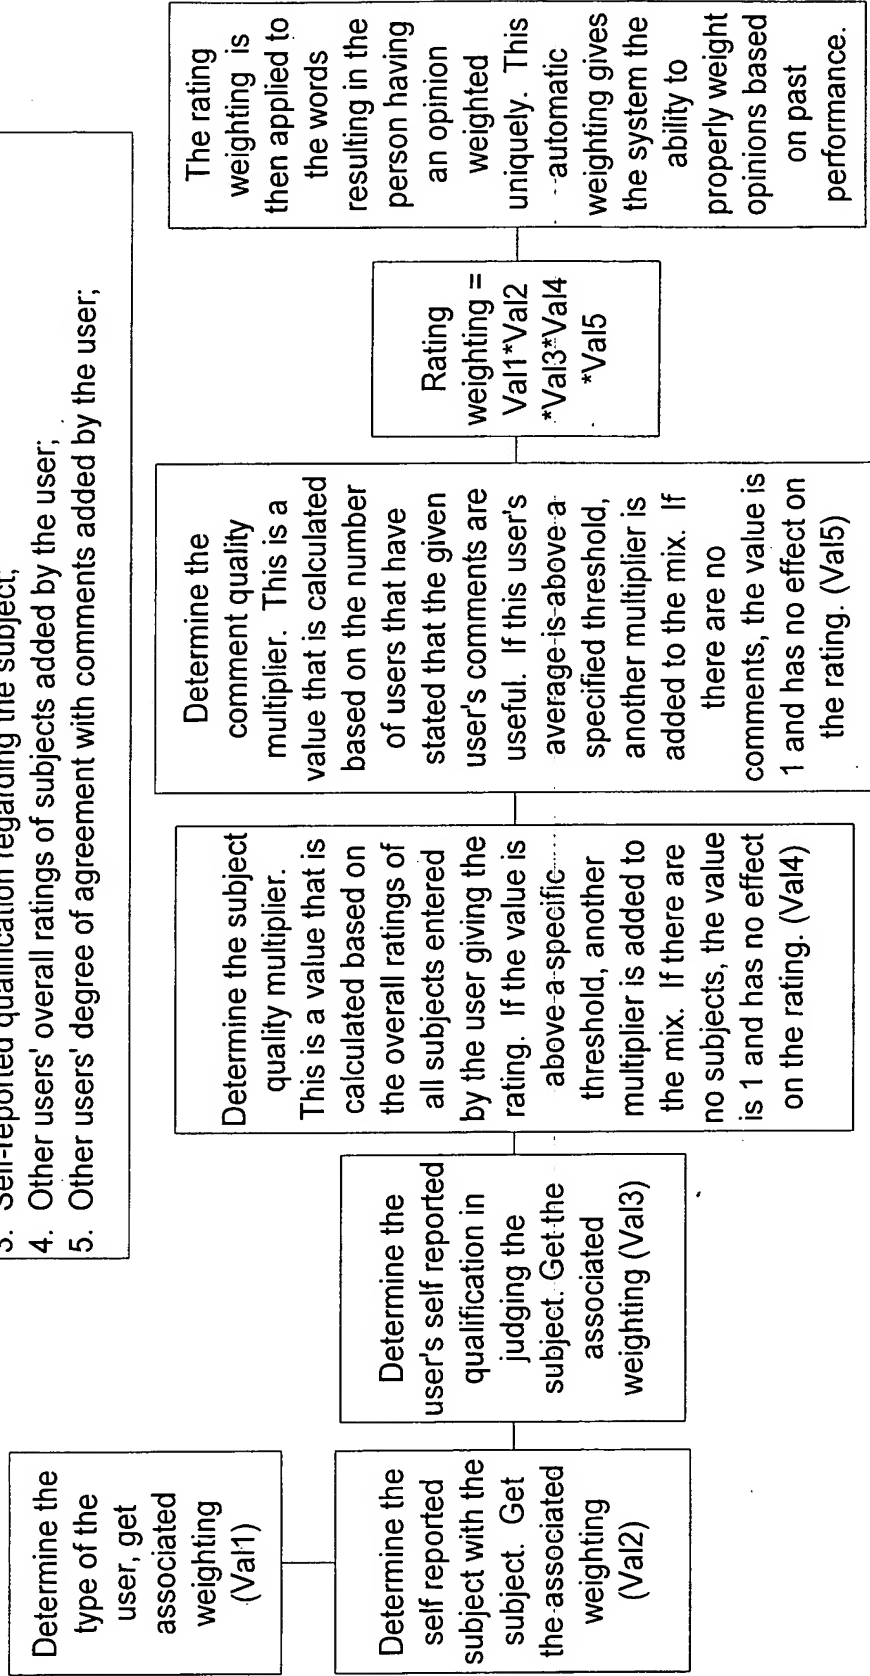 3. Self-reported qualification regarding the subject;
4. Other users' overall ratings of subjects added by the user;
5. Other users' degree of agreement with comments added by the user;
Determine the
type of the
user, get
associated
weighting
(Val1)
Determine the
self reported
subject with the
subject. Get
the associated
weighting
(Val2)
Determine the
user's self reported
qualification in
judging the
subject. Get the
associated
weighting (Val3)
Determine the subject
quality multiplier.
This is a value that is
calculated based on
the overall ratings of
all subjects entered
by the user giving the
rating. If the value is
above a specific
threshold, another
multiplier is added to
the mix. If there are
no subjects, the value
is 1 and has no effect
on the rating. (Val4)
Determine the
comment quality
multiplier. This is a
value that is calculated
based on the number
of users that have
stated that the given
user's comments are
useful. If this user's
average is above a
specified threshold,
another multiplier is
added to the mix. If
there are no
comments, the value is
1 and has no effect on
the rating. (Val5)
Rating
weighting =
Val1*Val2
*Val3*Val4
*Val5
The rating
weighting is
then applied to
the words
resulting in the
person having
an opinion
weighted
uniquely. This
automatic
weighting gives
the system the
ability to
properly weight
opinions based
on past
performance.